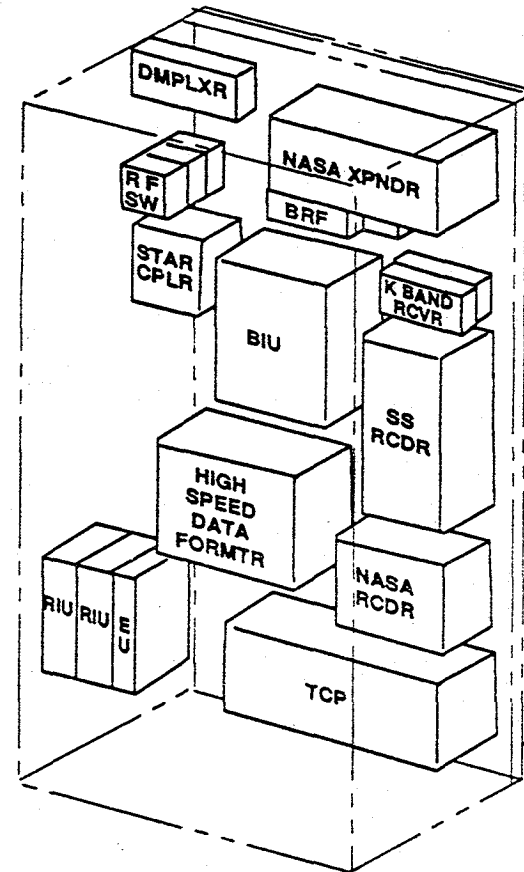 DMPLXR
NASA XPNDR
R F
SW
BRF
STAR
CPLR
K BAND
RCVR
BIU
SS
RCDR
HIGH
SPEED
DATA
FORMTR
NASA
RCDR
RIU
RIU
E
U
TCP